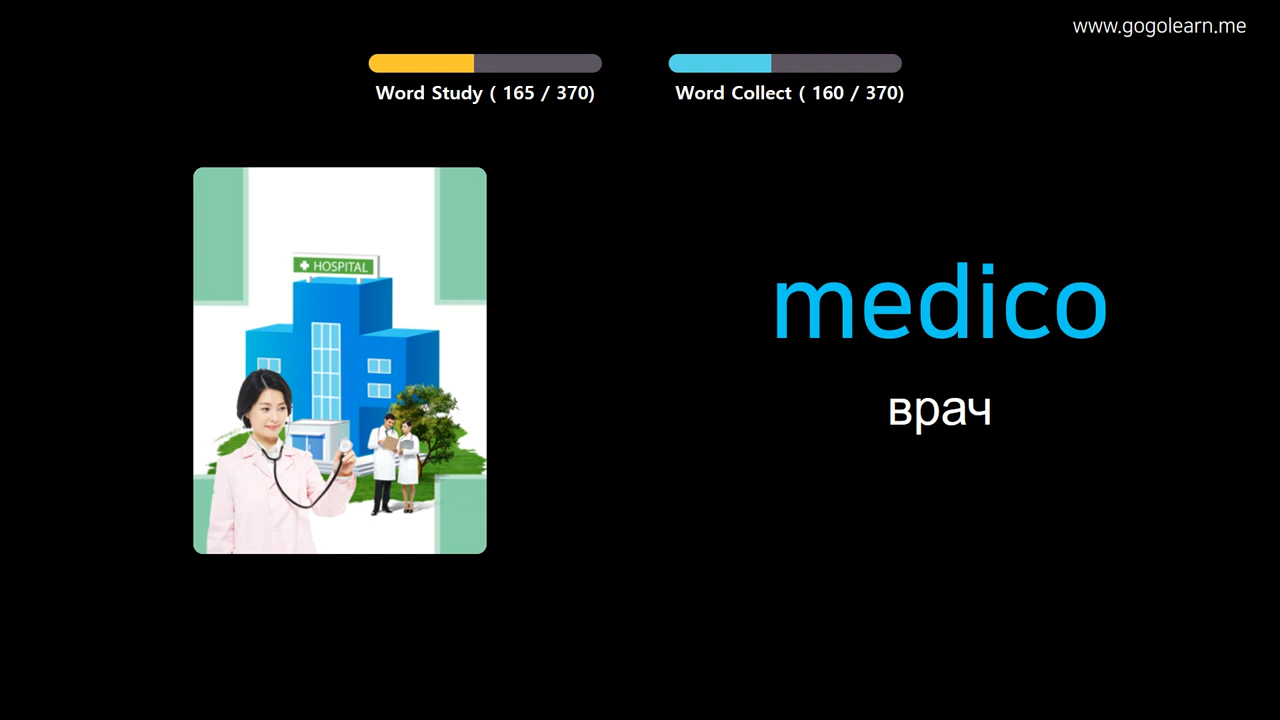 www.gogolearn.me
Word Study ( 165 / 370)
Word Collect ( 160 / 370)
HOSPITAL
medico
врач